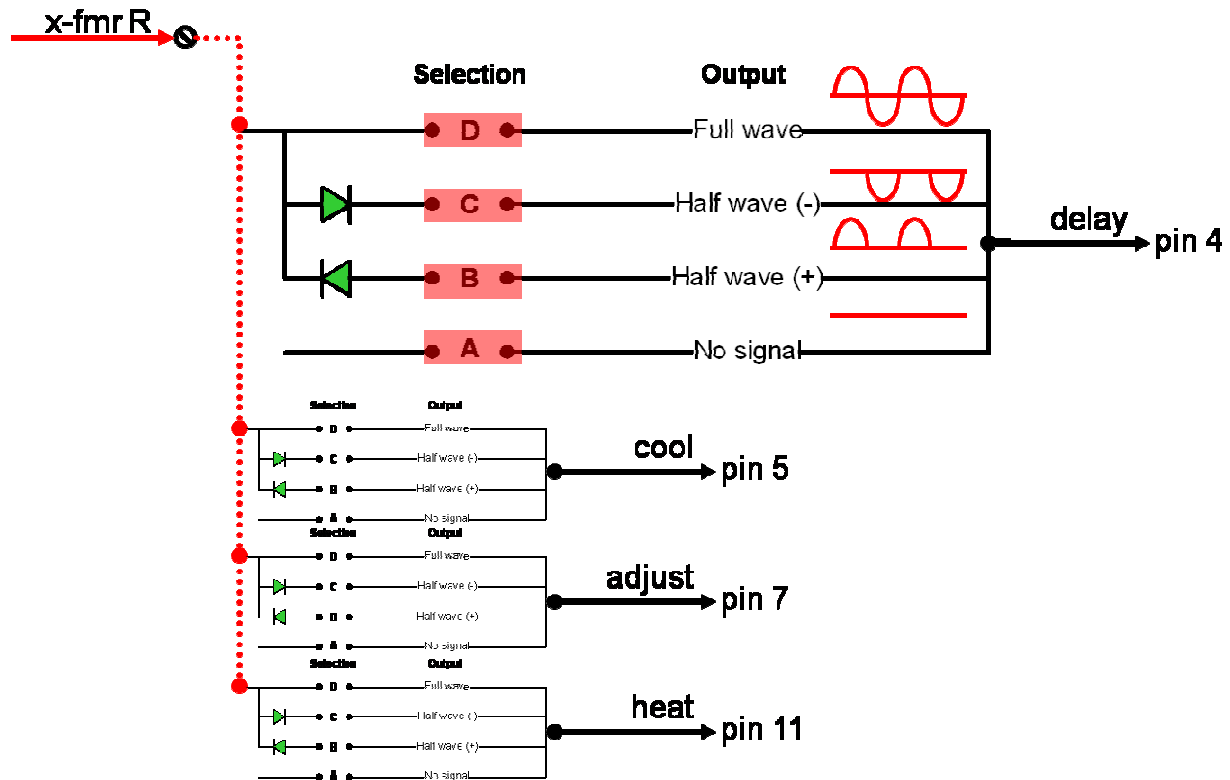 x-fmr R
Selection Output
D Full wave
C Half wave (-)
delay
pin 4
B Half wave (+)
A No signal
Selection Output
D Full wave
C Half wave (-)
B Half wave (+)
A No signal
cool
pin 5
Selection Output
D Full wave
C Half wave (-)
Half wave (+)
A No signal
adjust
pin 7
Selection Output
D Full wave
C Half wave (-)
B Half wave (+)
A No signal
heat
pin 11